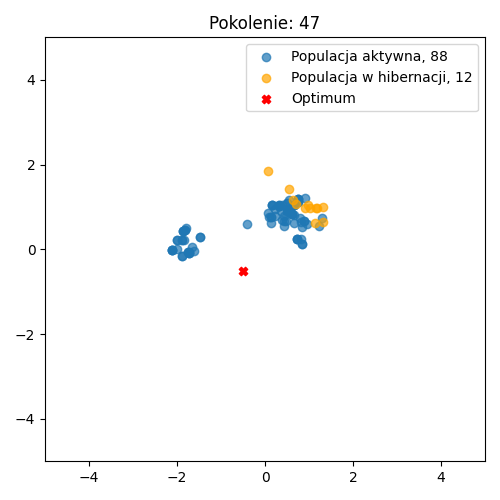 Pokolenie: 47
Populacja aktywna, 88
Populacja w hibernacji, 12
Optimum
4
2
0
−2
−4
−4 −2 0 2 4